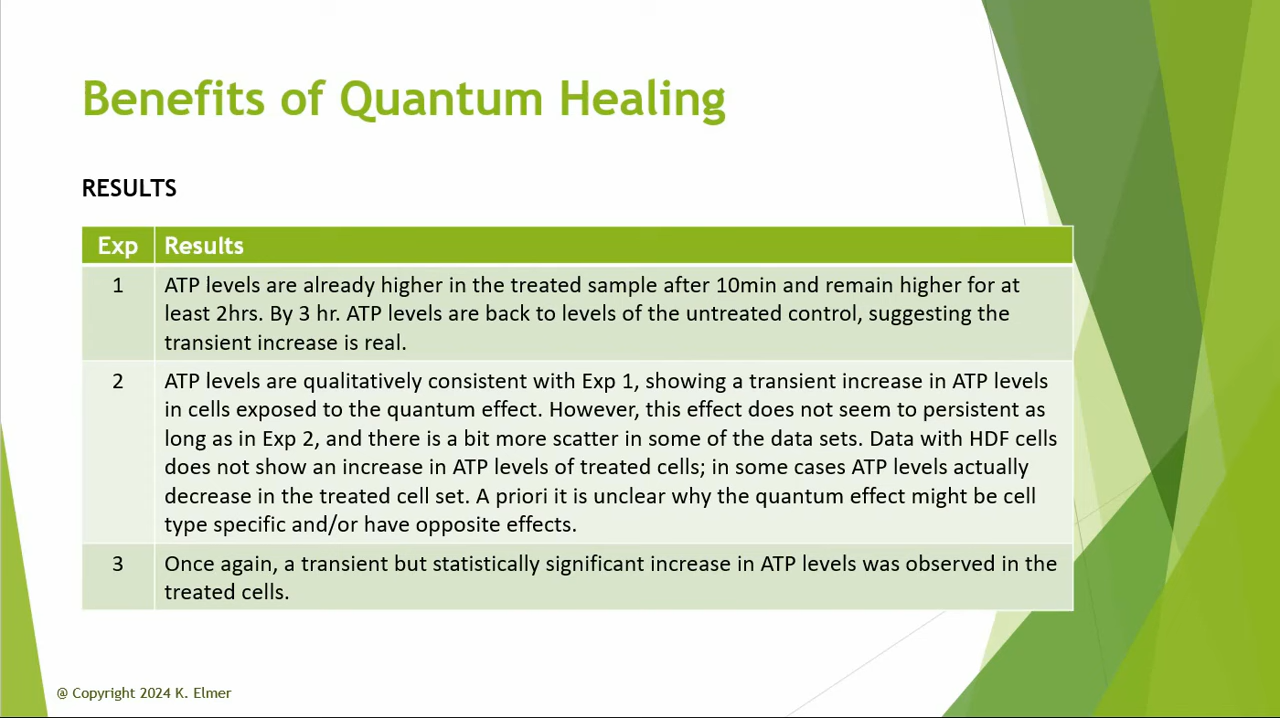 Benefits of Quantum Healing
RESULTS
Exp Results
1 ATP levels are already higher in the treated sample after 10min and remain higher for at
least 2hrs. By 3 hr. ATP levels are back to levels of the untreated control, suggesting the
transient increase is real.
2 ATP levels are qualitatively consistent with Exp 1, showing a transient increase in ATP levels
in cells exposed to the quantum effect. However, this effect does not seem to persistent as
long as in Exp 2, and there is a bit more scatter in some of the data sets. Data with HDF cells
does not show an increase in ATP levels of treated cells; in some cases ATP levels actually
decrease in the treated cell set. A priori it is unclear why the quantum effect might be cell
type specific and/or have opposite effects.
3 Once again, a transient but statistically significant increase in ATP levels was observed in the
treated cells.
@ Copyright 2024 K. Elmer